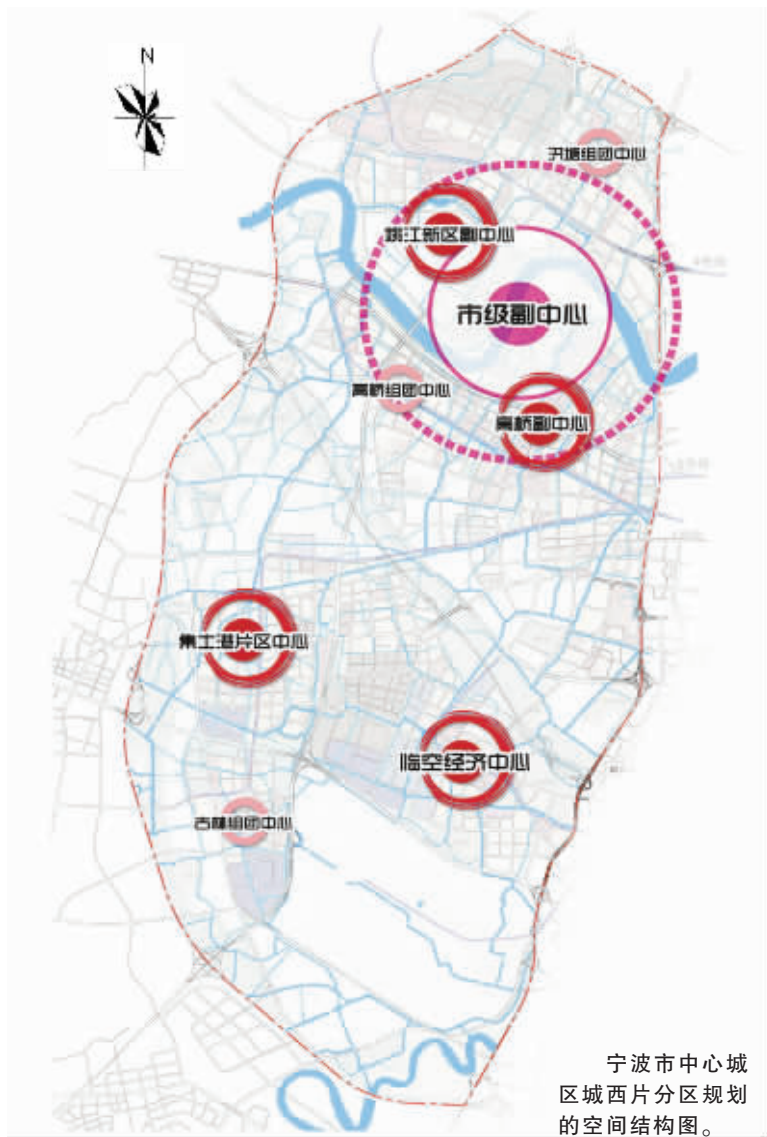 N
洪塘组团中心
姚江新区副中心
市级副中心
高桥组团中心
高桥副中心
集士港片区中心
临空经济中心
古林组团中心
宁波市中心城
区城西片分区规划
的空间结构图。